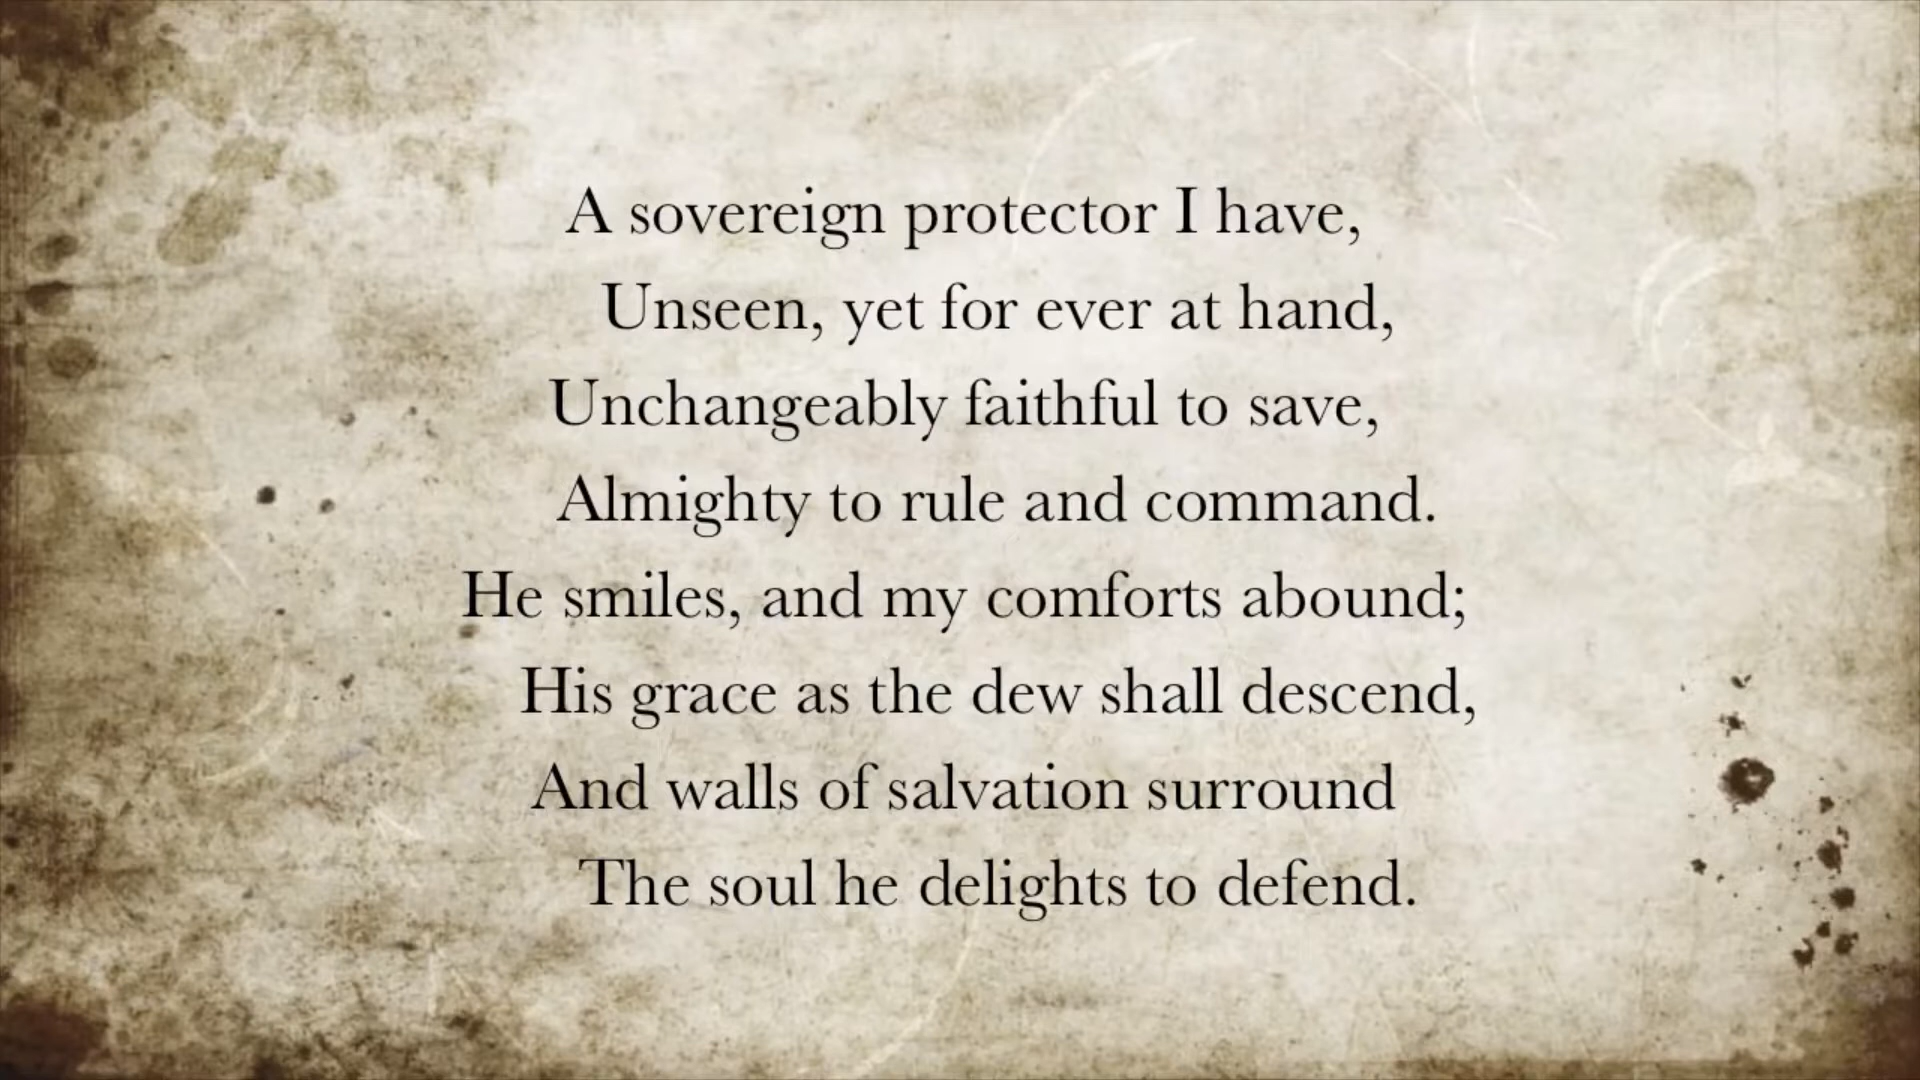 A sovereign protector I have,
Unseen, yet for ever at hand,
Unchangeably faithful to save,
Almighty to rule and command.
He smiles, and my comforts abound;
His grace as the dew shall descend,
And walls of salvation surround
The soul he delights to defend.